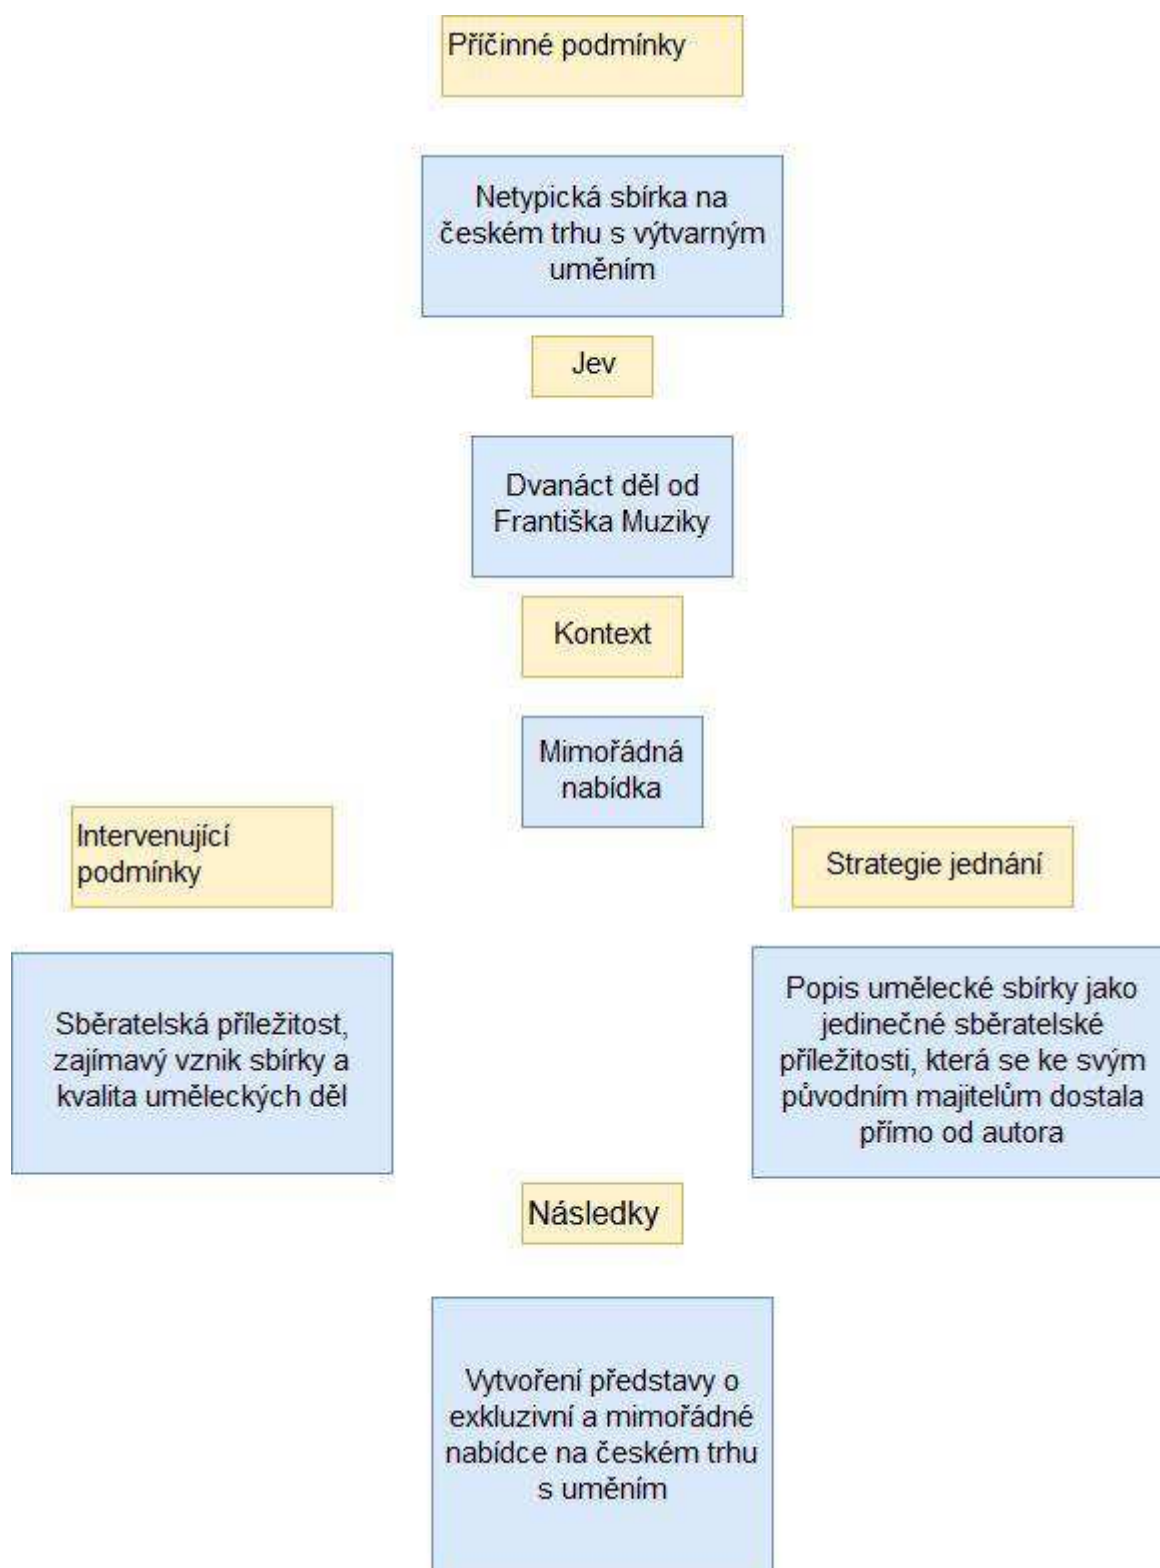 Příčinné podmínky
Netypická sbírka na
českém trhu s výtvarným
uměním
Jev
Dvanáct děl od
Františka Muziky
Kontext
Mimořádná
nabídka
Intervenující
podmínky
Sběratelská příležitost,
zajímavý vznik sbírky a
kvalita uměleckých děl
Strategie jednání
Popis umělecké sbírky jako
jedinečné sběratelské
příležitosti, která se ke svým
původním majitelům dostala
přímo od autora
Následky
Vytvoření představy o
exkluzivní a mimořádné
nabídce na českém trhu
s uměním